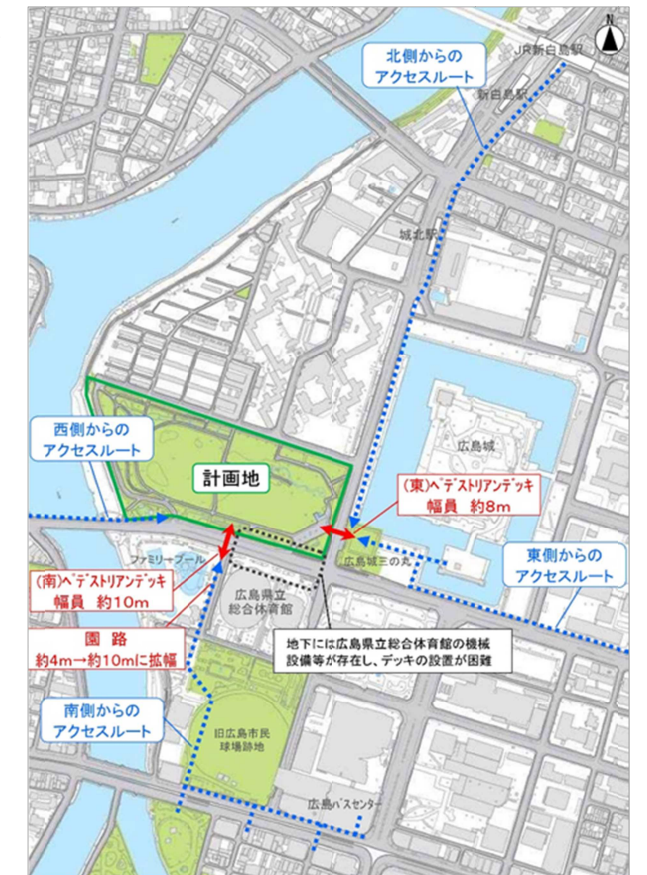 N
JR新白島駅
北側からの
アクセスルート
新白島駅
城北駅
西側からの
アクセスルート
広島城
計画地
(東)ペデストリアンデッキ
幅員 約8m
ファミリープール
広島城三の丸
東側からの
アクセスルート
(南)ペデストリアンデッキ
幅員 約10m
広島県立
総合体育館
園路
約4m→約10mに拡幅
地下には広島県立総合体育館の機械
設備等が存在し、デッキの設置が困難
南側からの
アクセスルート
旧広島市民
球場跡地
広島バスセンター